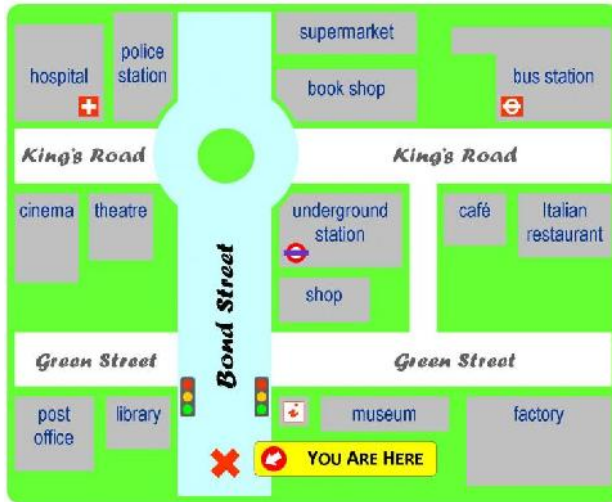 hospital
police
station
supermarket
book shop
bus station
King's Road
King's Road
cinema
theatre
underground
station
café
Italian
restaurant
shop
Bond Street
Green Street
Green Street
post
office
library
i
museum
factory
YOU ARE HERE